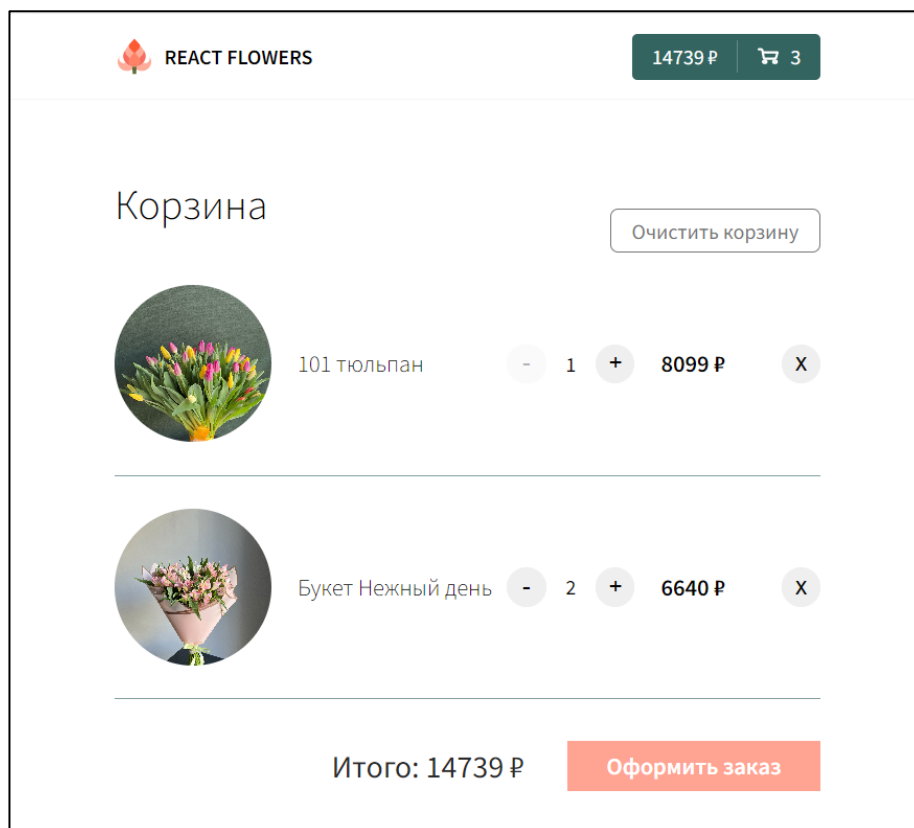 REACT FLOWERS 14739 ₽ 3
Корзина
Очистить корзину
101 тюльпан - 1 + 8099 ₽ X
Букет Нежный день - 2 + 6640 ₽ X
Итого: 14739 ₽ Оформить заказ